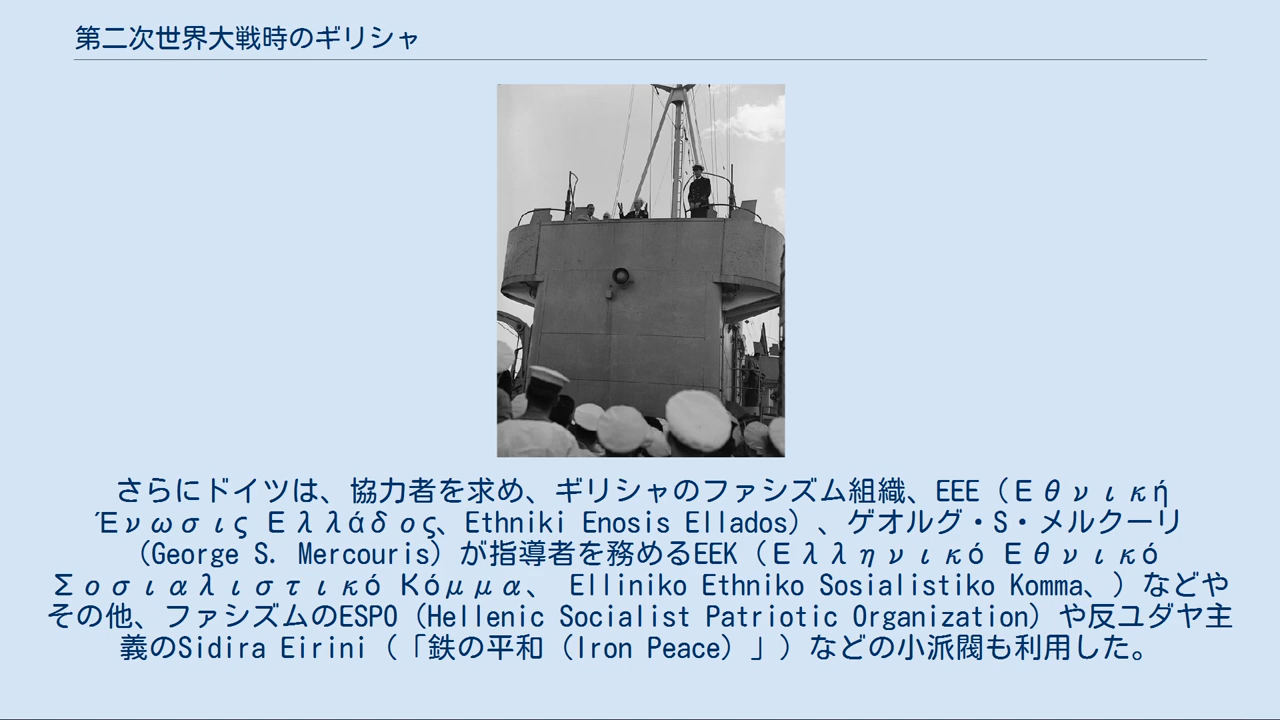 第二次世界大戦時のギリシャ
さらにドイツは、協力者を求め、ギリシャのファシズム組織、EEE（Εθνική
Ένωσις Ελλάδος、Ethniki Enosis Ellados）、ゲオルグ・S・メルクーリ
（George S. Mercouris）が指導者を務めるEEK（Ελληνικό Εθνικό
Σοσιαλιστικό Κόμμα、 Elliniko Ethniko Sosialistiko Komma、）などや
その他、ファシズムのESPO（Hellenic Socialist Patriotic Organization）や反ユダヤ主
義のSidira Eirini（「鉄の平和（Iron Peace）」）などの小派閥も利用した。